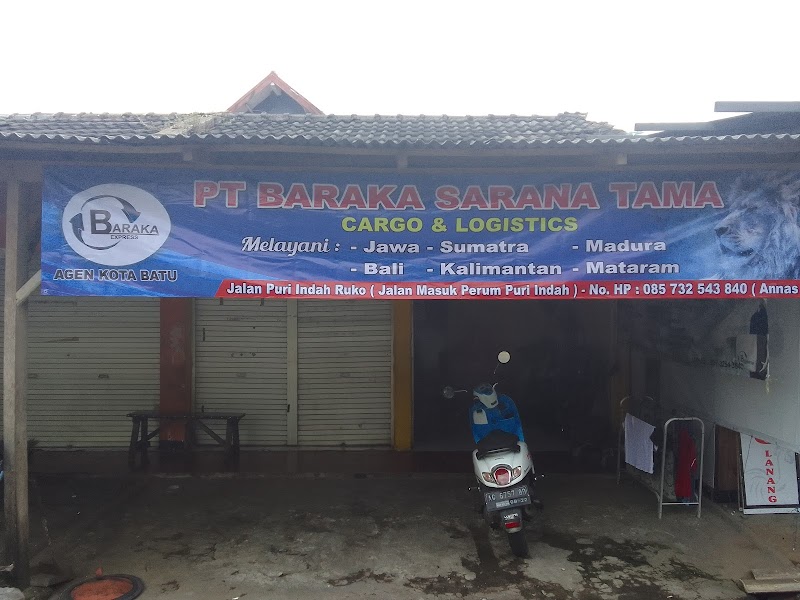 PT BARAKA SARANA TAMA
CARGO & LOGISTICS
BARAKA
EXPRESS
AGEN KOTA BATU
Melayani : - Jawa - Sumatra - Madura
- Bali - Kalimantan - Mataram
Jalan Puri Indah Ruko ( Jalan Masuk Perum Puri Indah ) - No. HP : 085 732 543 840 ( Annas
LANANG